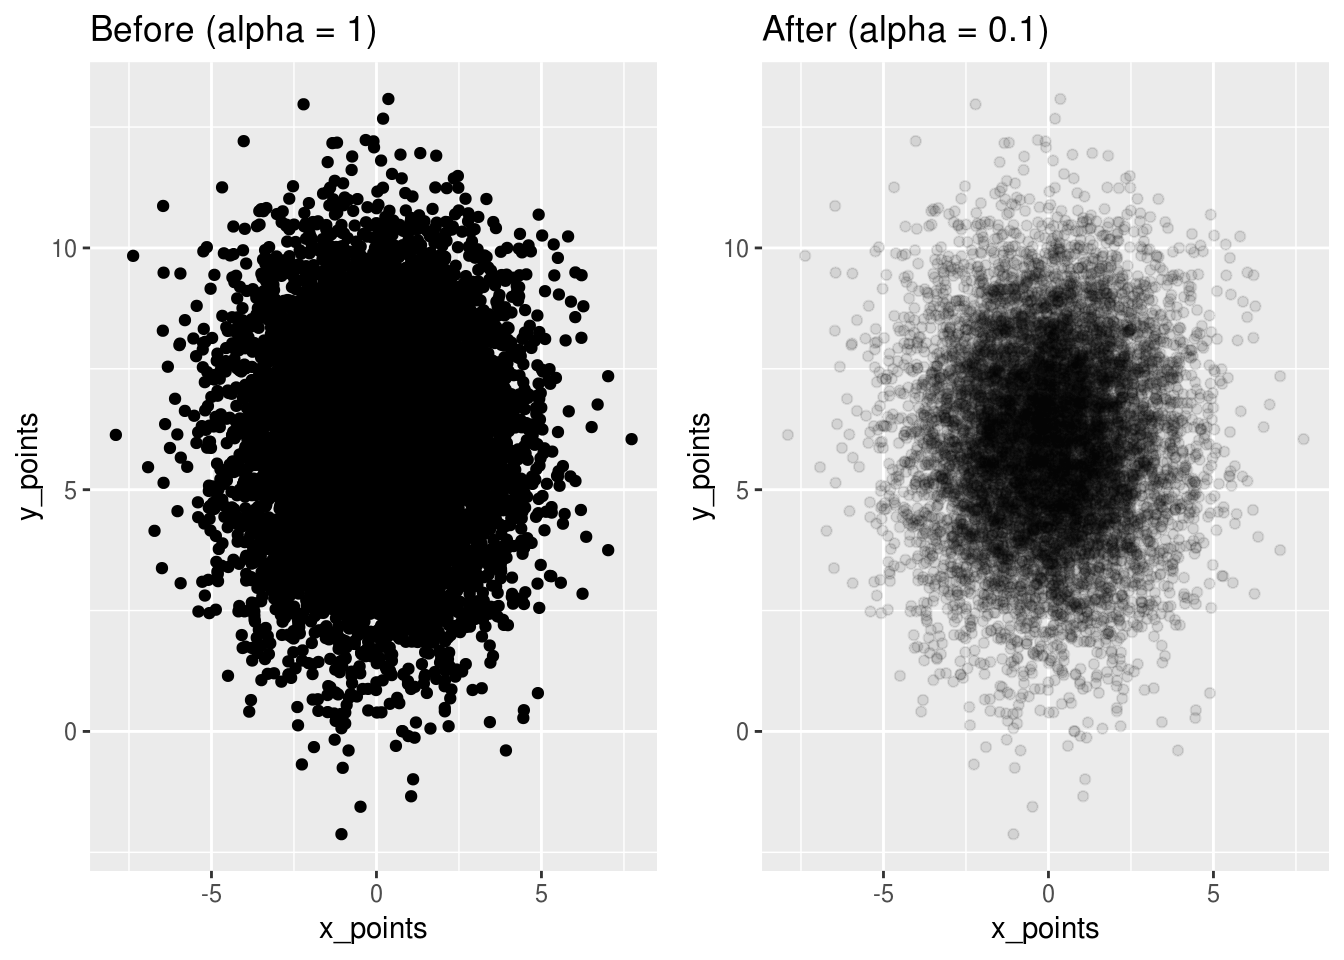 Before (alpha = 1)
y_points
10
5
0
-5 0 5
x_points
After (alpha = 0.1)
y_points
10
5
0
-5 0 5
x_points